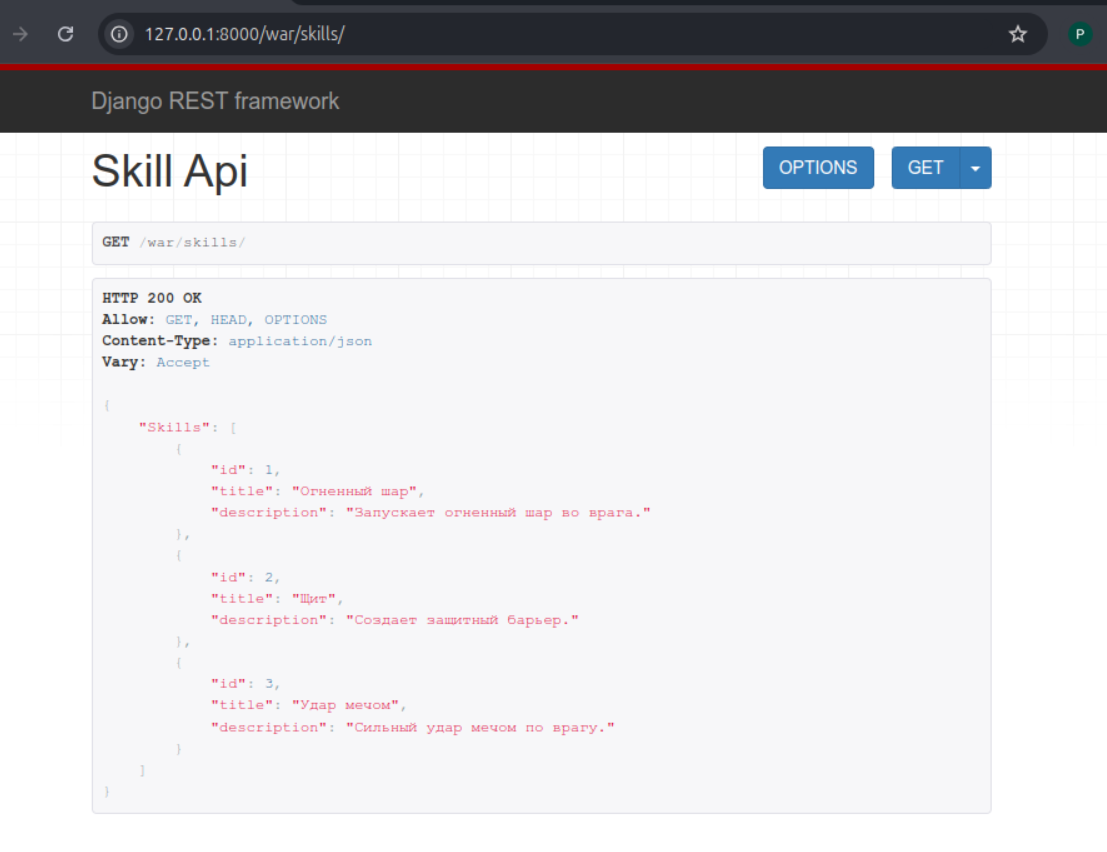 127.0.0.1:8000/war/skills/
P
Django REST framework
Skill Api
OPTIONS
GET
GET /war/skills/
HTTP 200 OK
Allow: GET, HEAD, OPTIONS
Content-Type: application/json
Vary: Accept
{
    "Skills": [
        {
            "id": 1,
            "title": "Огненный шар",
            "description": "Запускает огненный шар во врага."
        },
        {
            "id": 2,
            "title": "Щит",
            "description": "Создает защитный барьер."
        },
        {
            "id": 3,
            "title": "Удар мечом",
            "description": "Сильный удар мечом по врагу."
        }
    ]
}